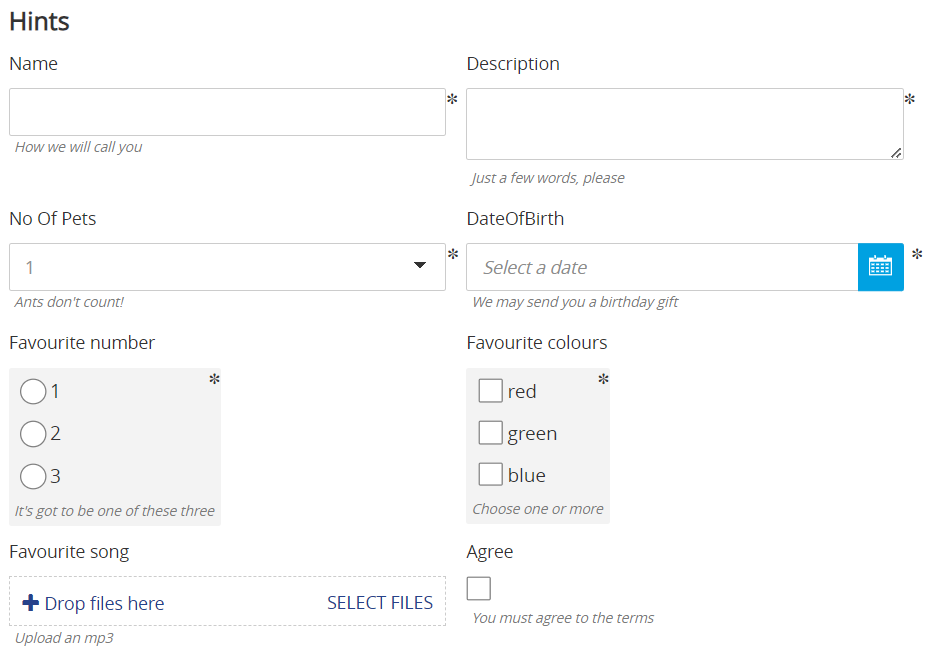 Hints
Name
Description
*
*
How we will call you
Just a few words, please
No Of Pets
DateOfBirth
1
*
Select a date
*
Ants don't count!
We may send you a birthday gift
Favourite number
Favourite colours
*
1
2
3
It's got to be one of these three
*
red
green
blue
Choose one or more
Favourite song
Agree
Drop files here
SELECT FILES
Upload an mp3
You must agree to the terms